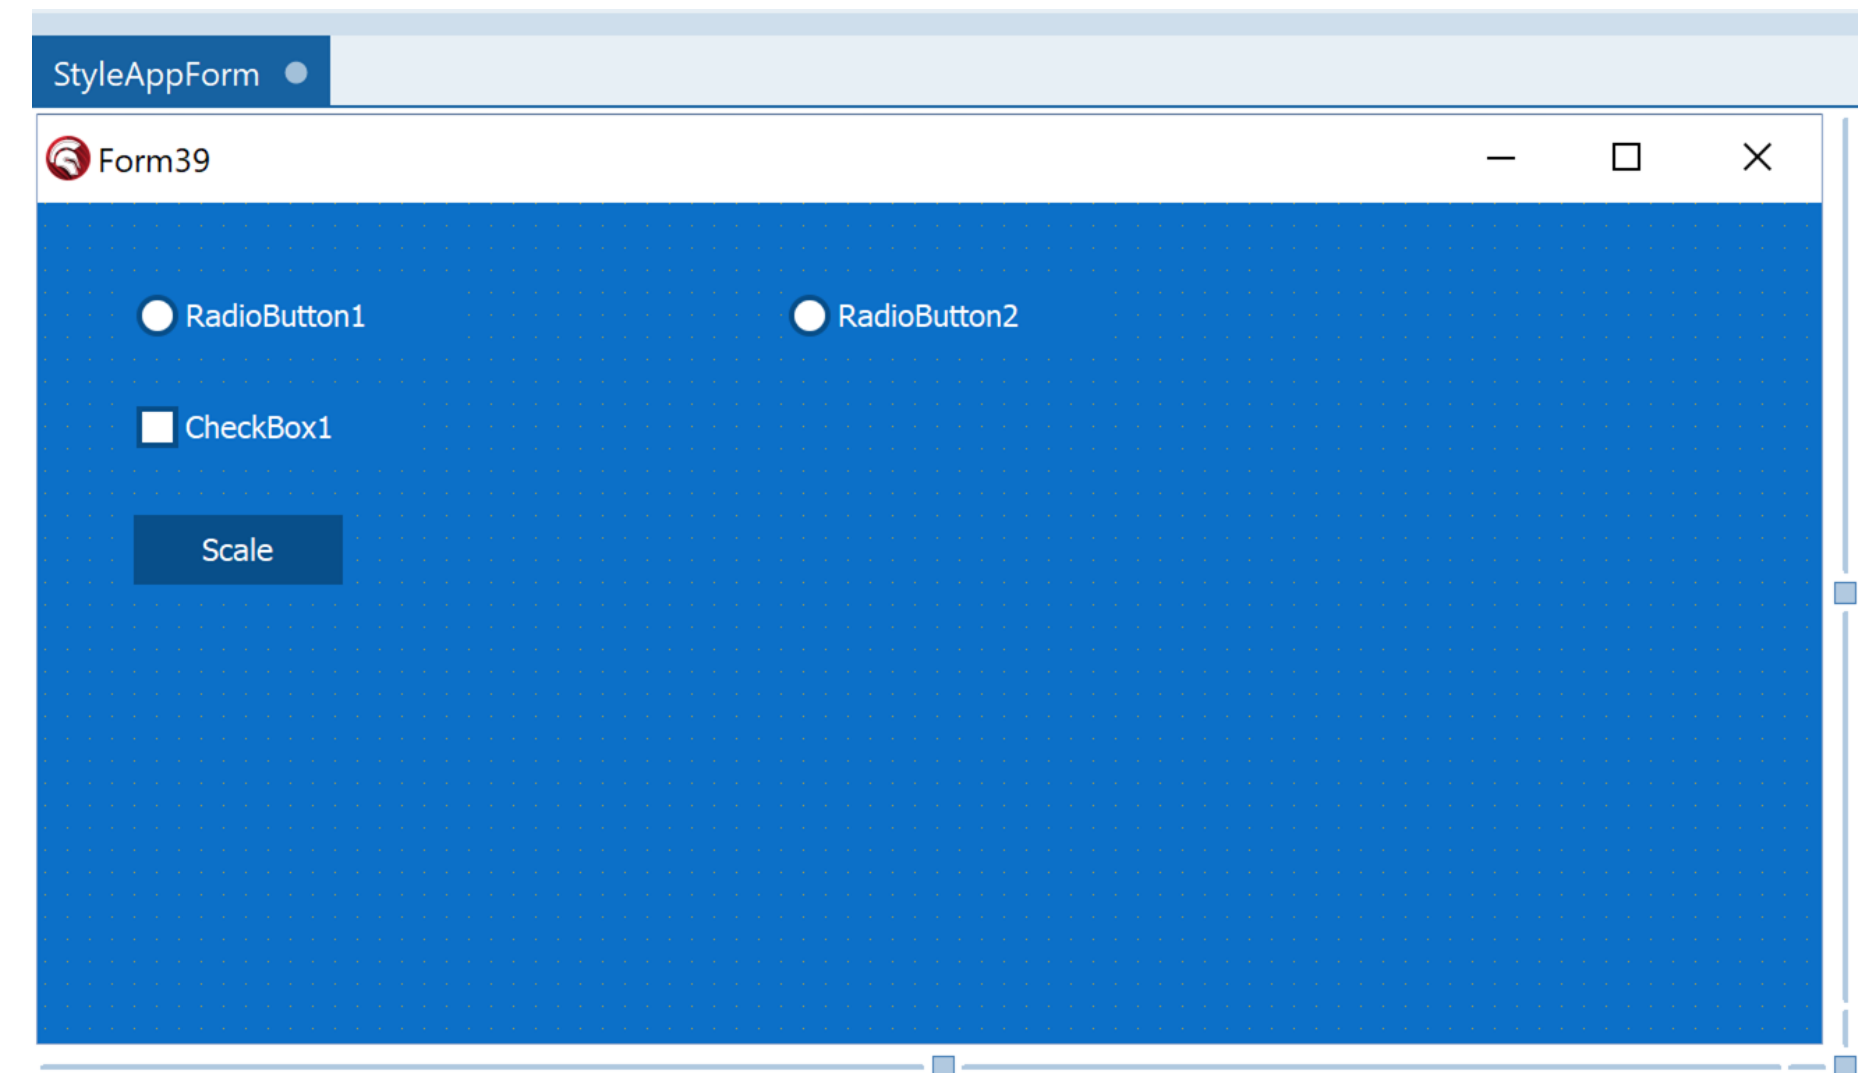 StyleAppForm
Form39
RadioButton1
RadioButton2
CheckBox1
Scale